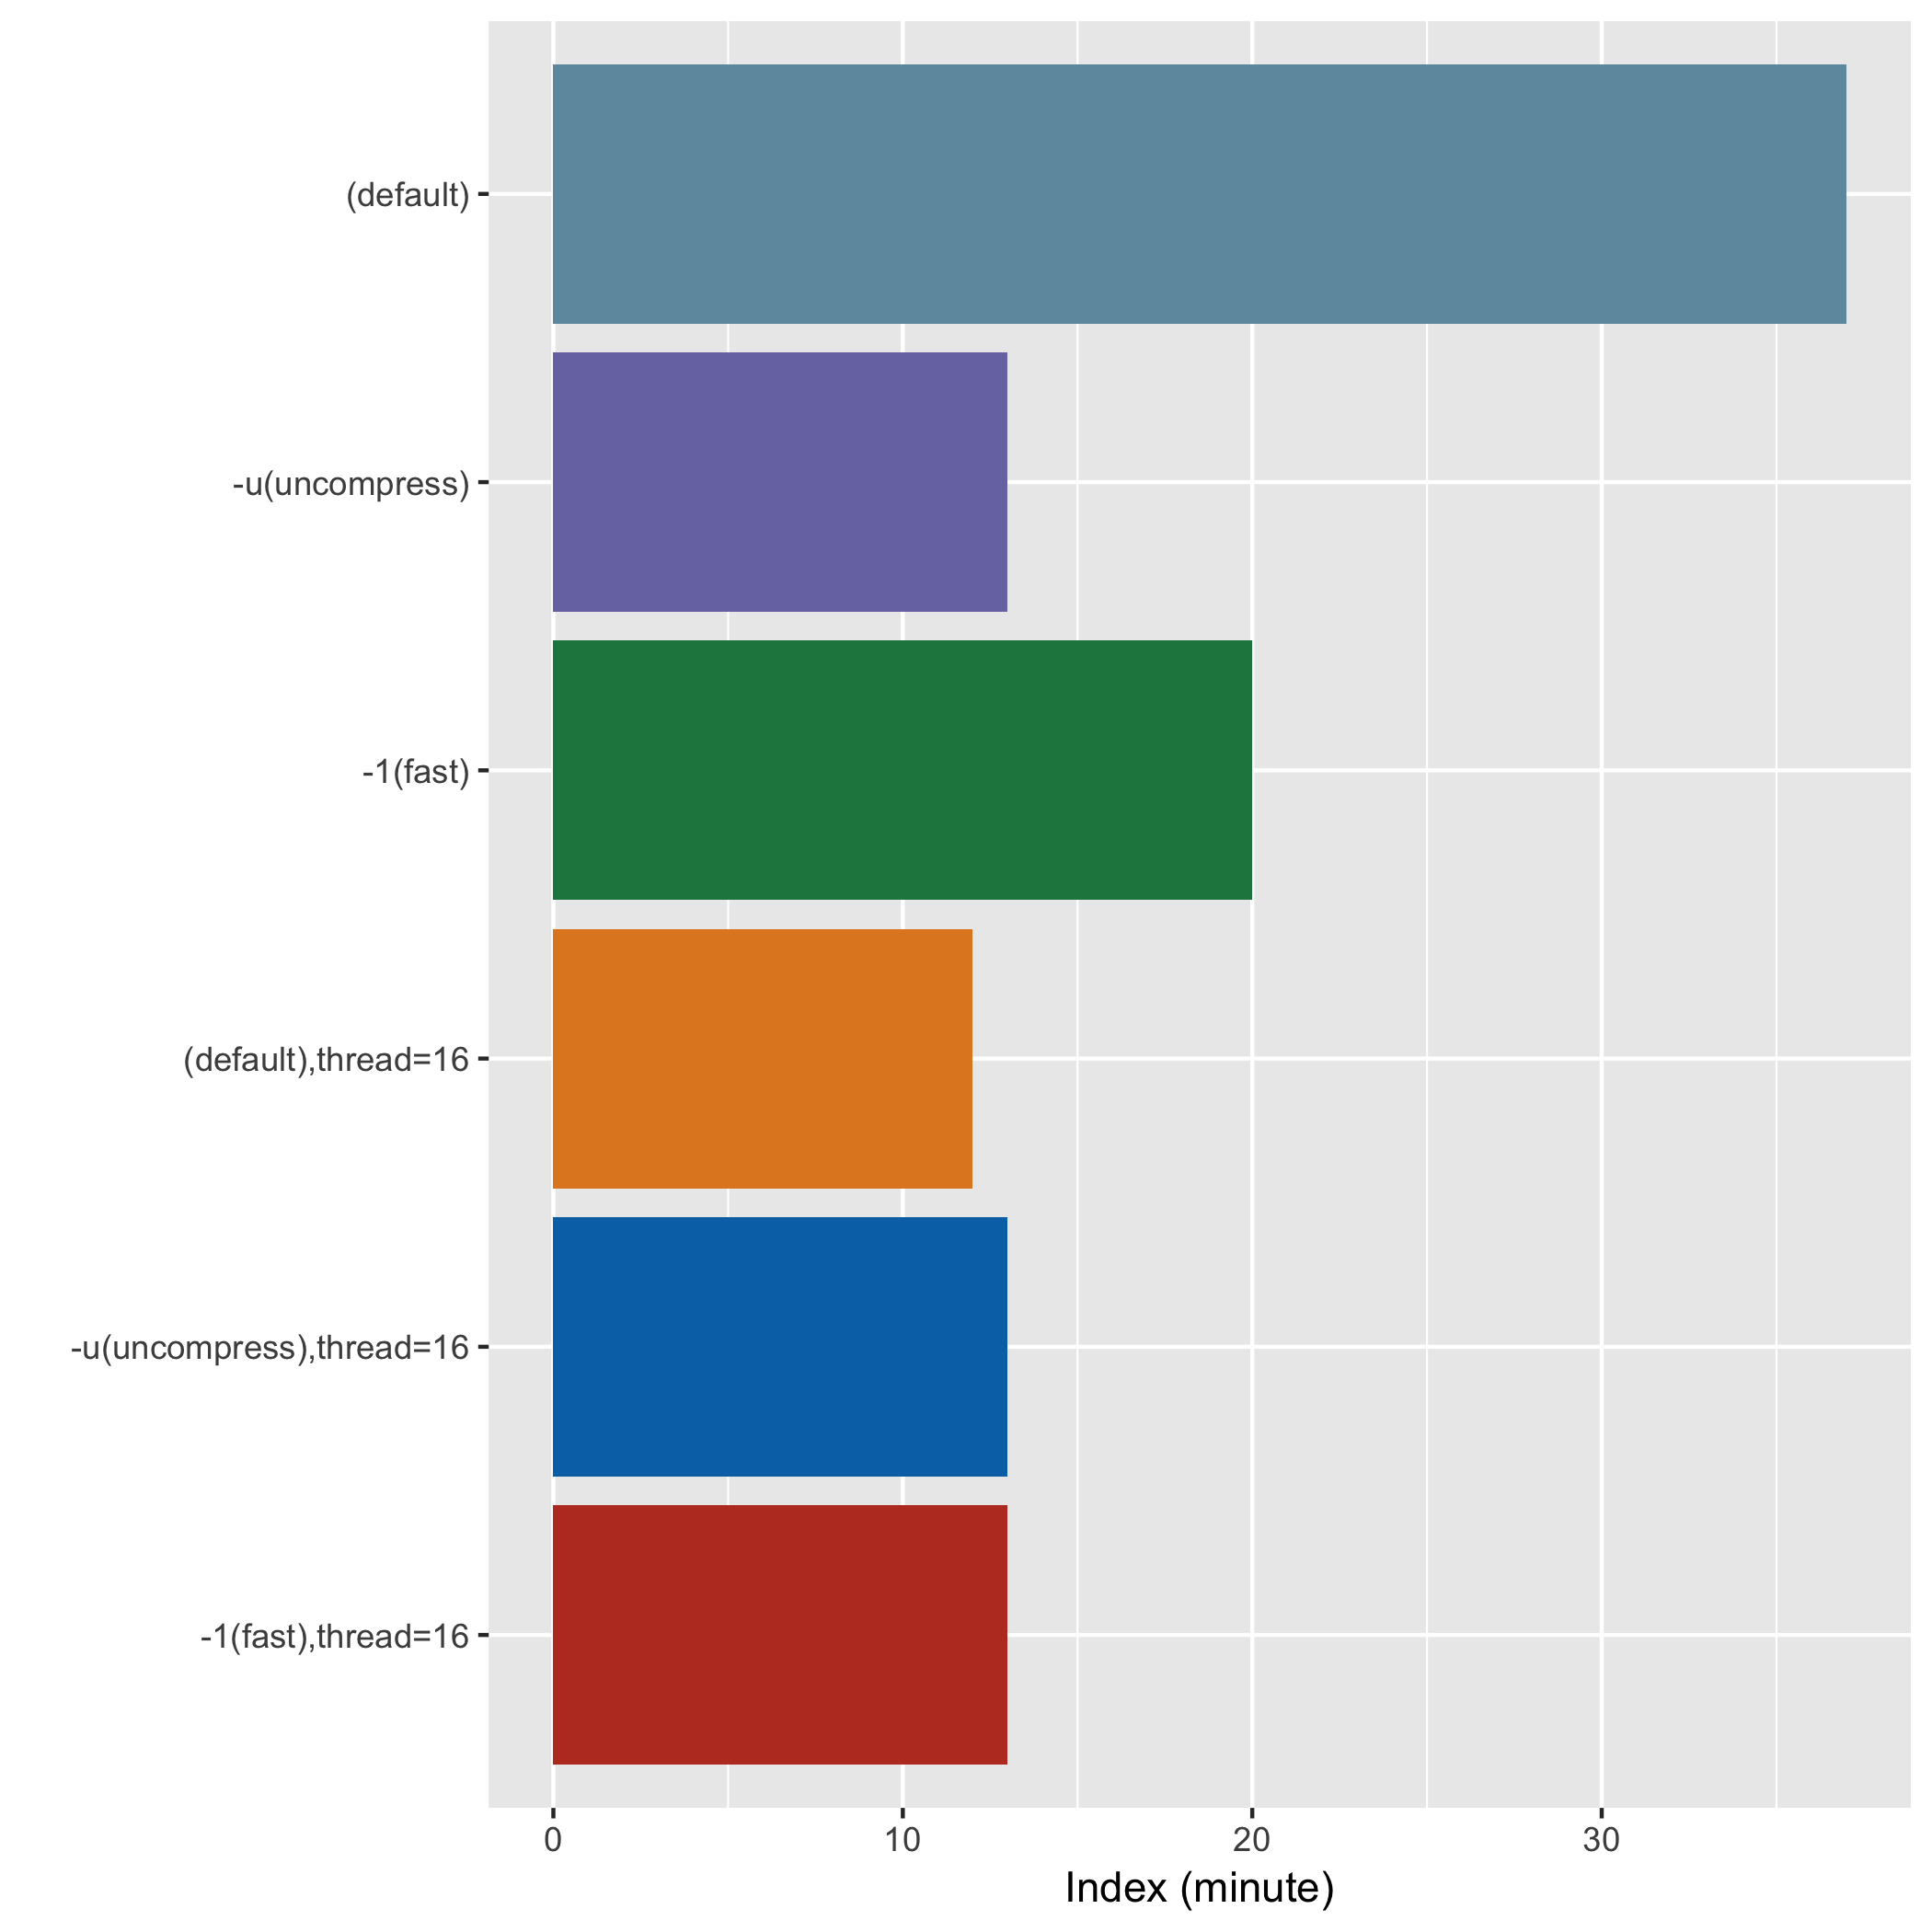 (default)
-u(uncompress)
-1(fast)
(default),thread=16
-u(uncompress),thread=16
-1(fast),thread=16
0 10 20 30
Index (minute)